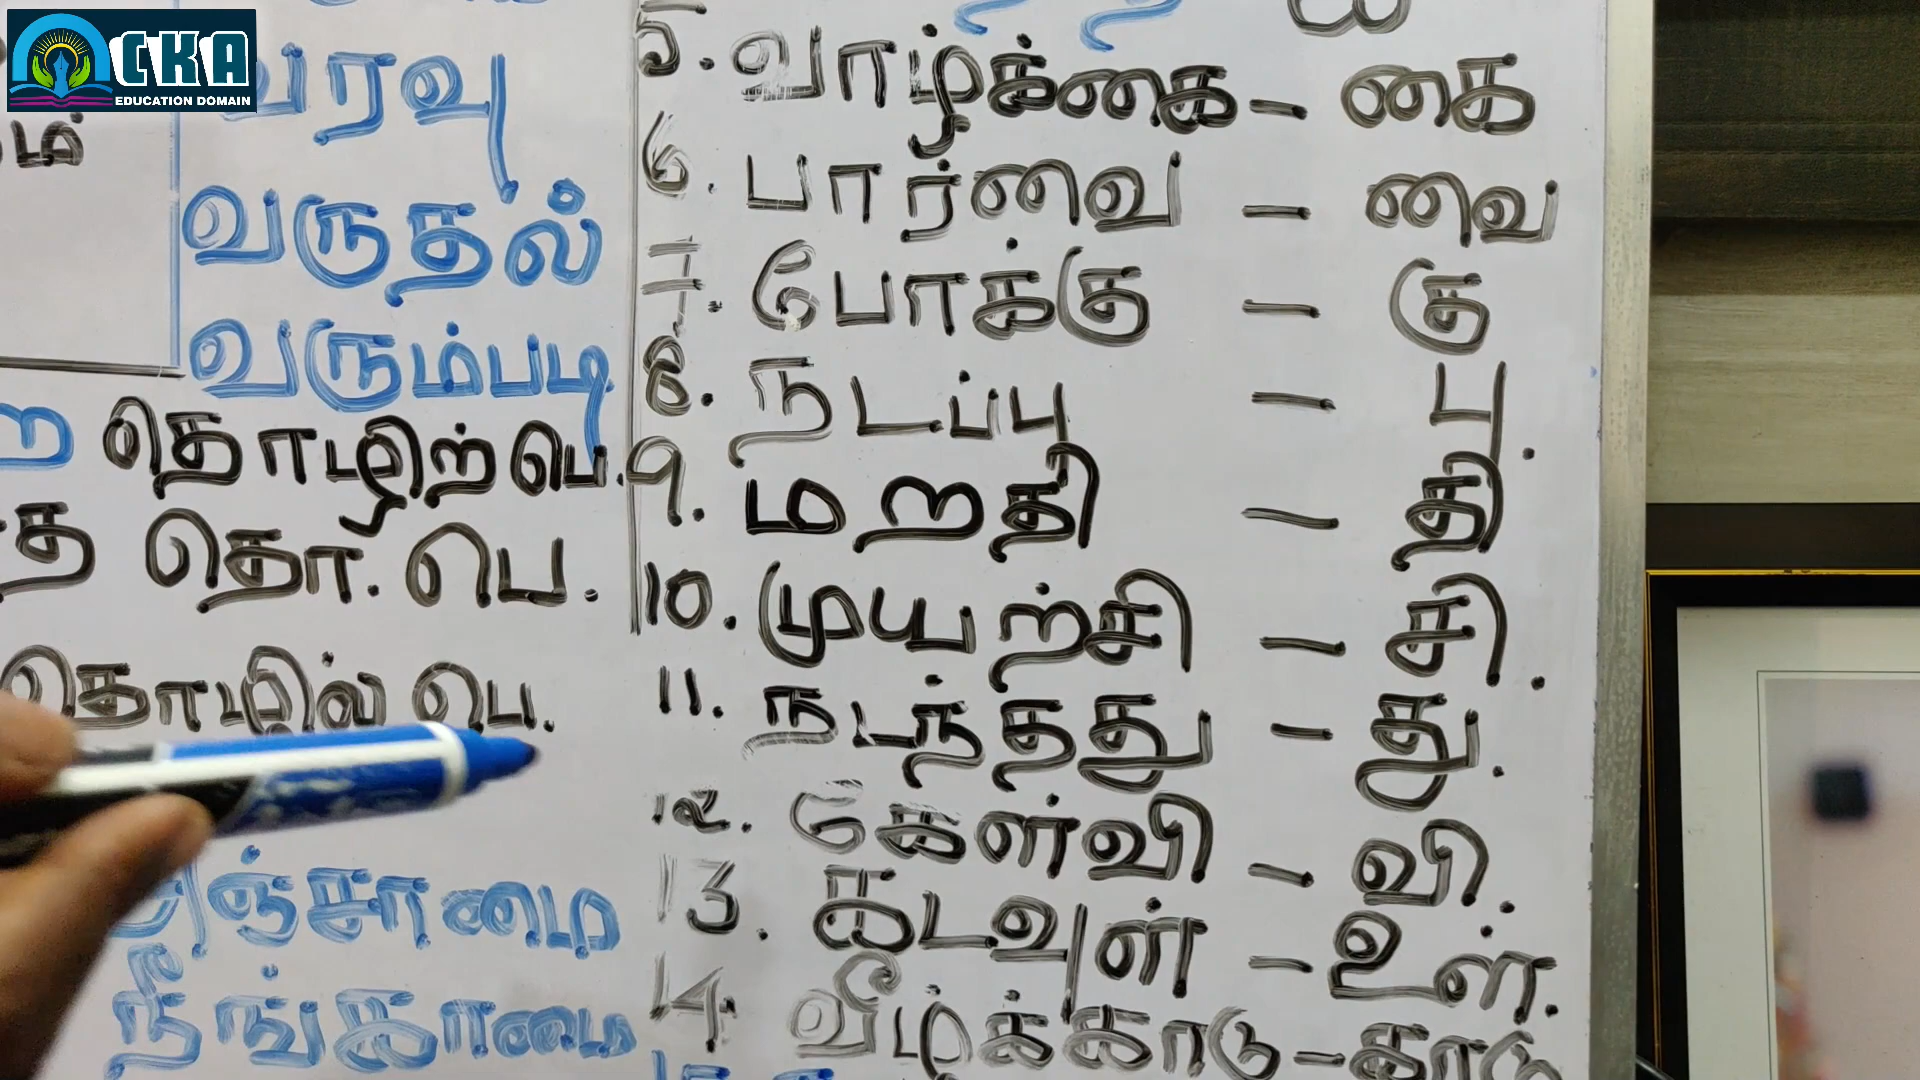 CKA
EDUCATION DOMAIN
வரவு
வருதல்
வரும்படி
ற தொழிற்பெ.
த தொ. பெ.
தொழில் பெ.
அஞ்சாமை
நீங்காமை
5. வாழ்க்கை - கை
6. பார்வை - வை
7. போக்கு - கு
8. நடப்பு - பு
9. மறதி - தி.
10. முயற்சி - சி.
11. நடந்தது - து.
12. கேள்வி - வி.
13. கடவுள் - உள்.
14. வீழ்க்காடு - காடு